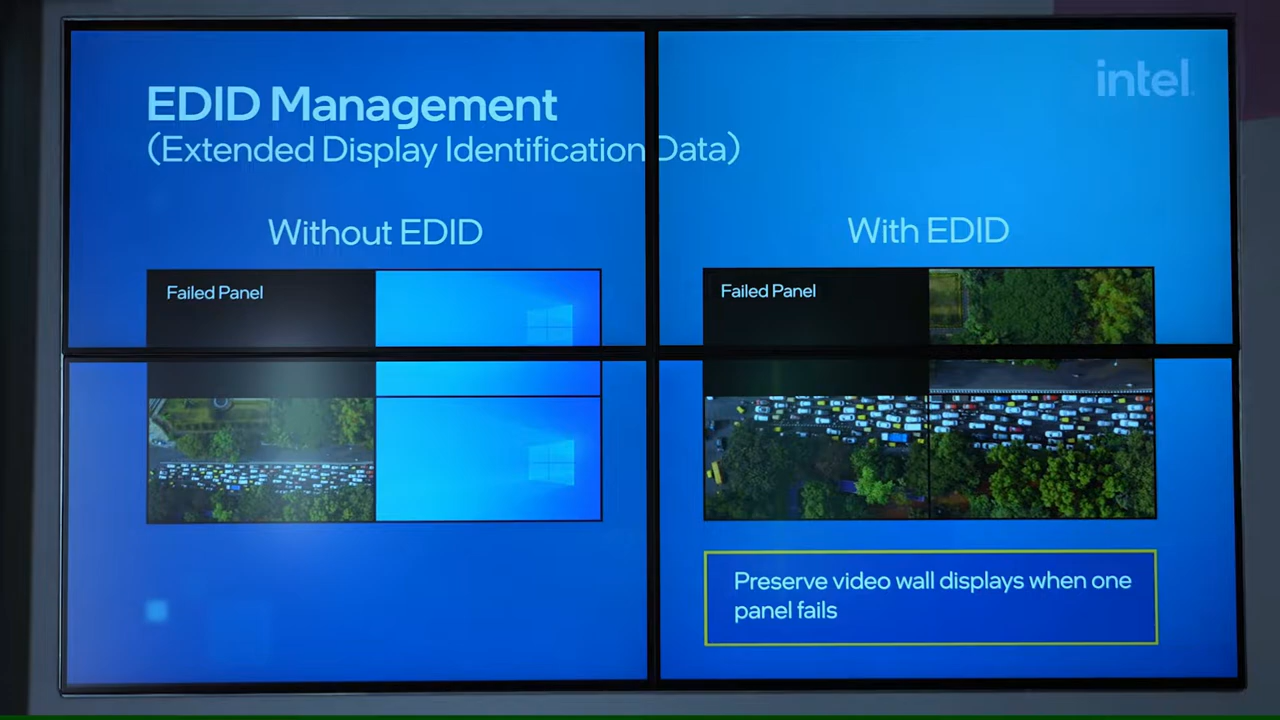 intel
EDID Management
(Extended Display Identification Data)
Without EDID
With EDID
Failed Panel
Failed Panel
Preserve video wall displays when one
panel fails